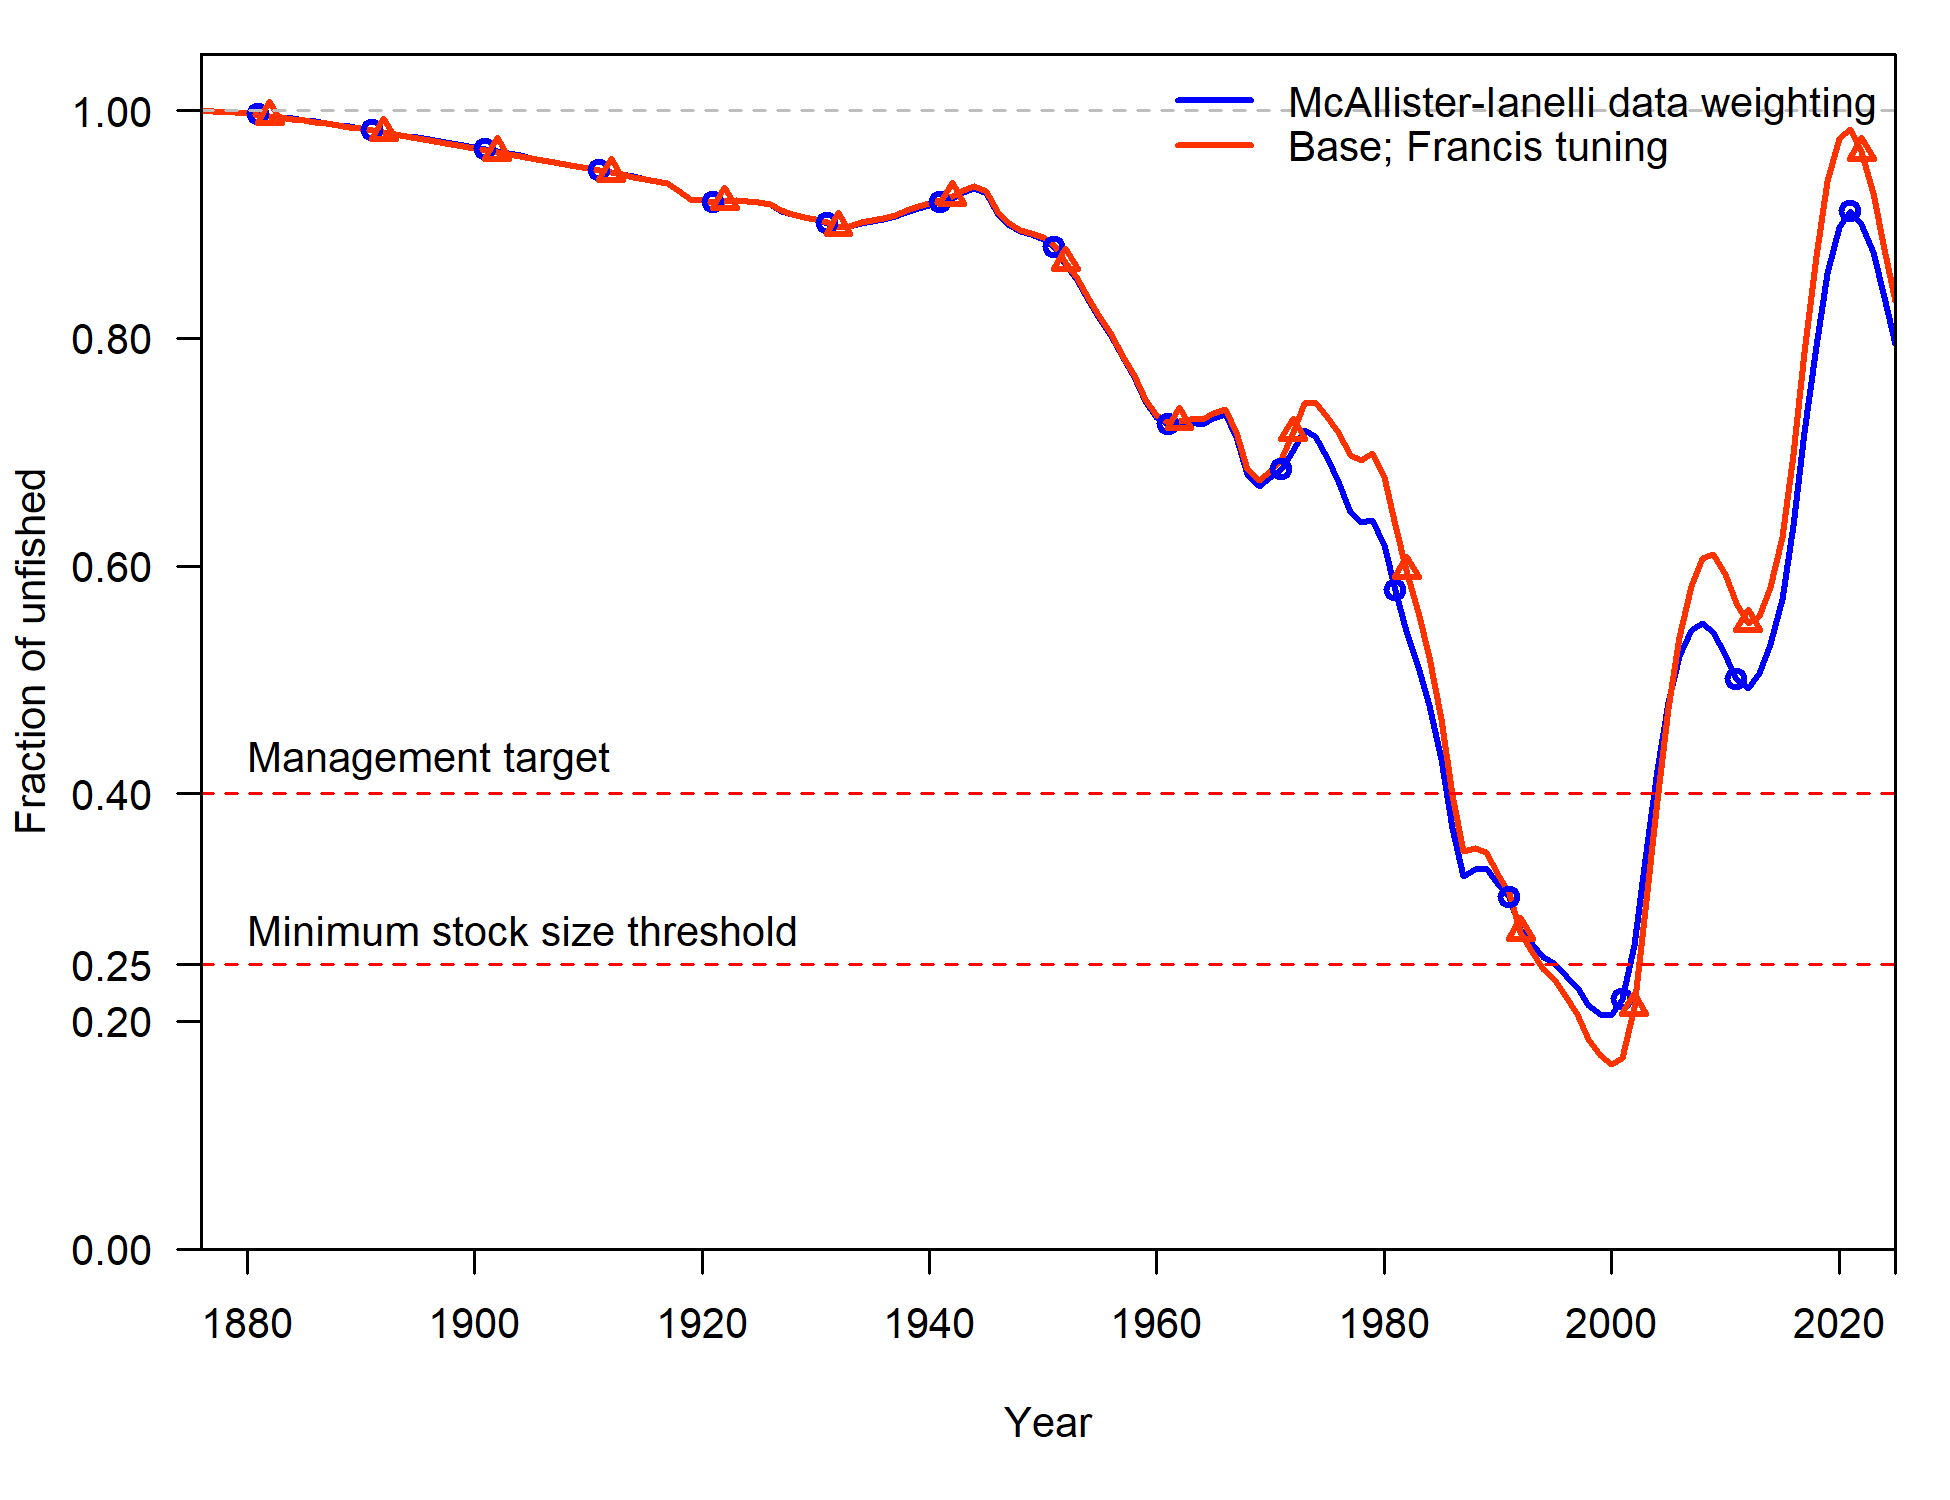 McAllister-Ianelli data weighting
Base; Francis tuning
1.00
0.80
0.60
0.40
0.25
0.20
0.00
Fraction of unfished
Management target
Minimum stock size threshold
1880 1900 1920 1940 1960 1980 2000 2020
Year